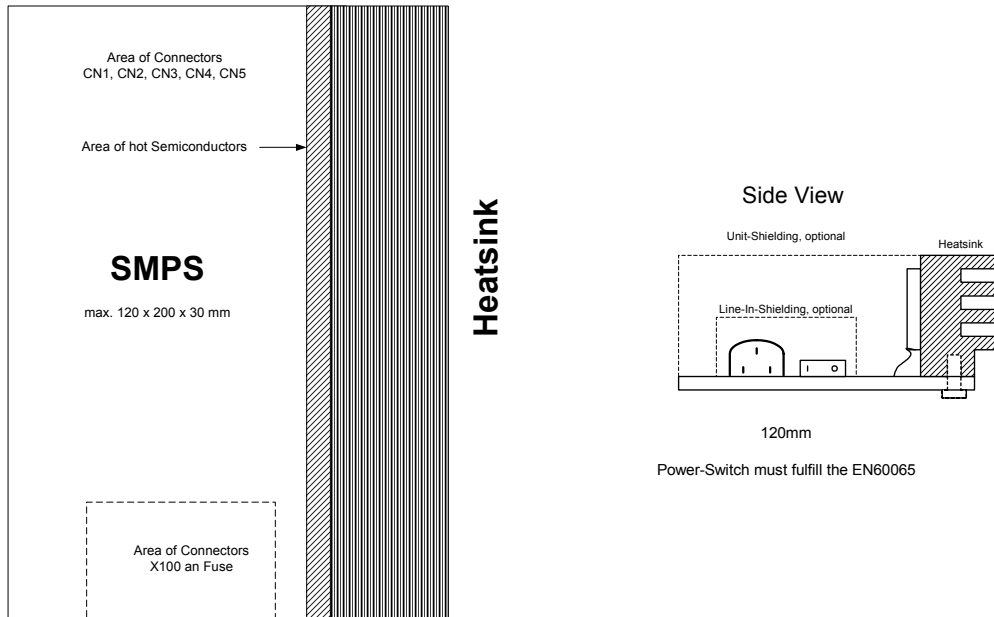 Area of Connectors
CN1, CN2, CN3, CN4, CN5
Area of hot Semiconductors
SMPS
max. 120 x 200 x 30 mm
Heatsink
Area of Connectors
X100 an Fuse
Side View
Unit-Shielding, optional
Heatsink
Line-In-Shielding, optional
120mm
Power-Switch must fulfill the EN60065